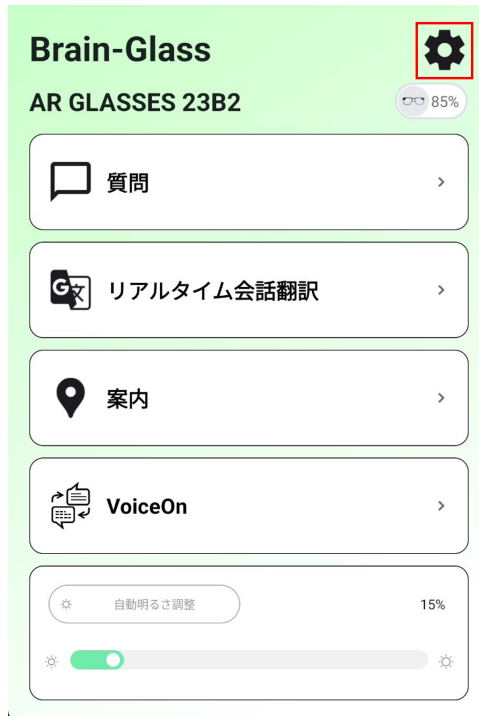 Brain-Glass
AR GLASSES 23B2
85%
質問
リアルタイム会話翻訳
案内
VoiceOn
自動明るさ調整
15%